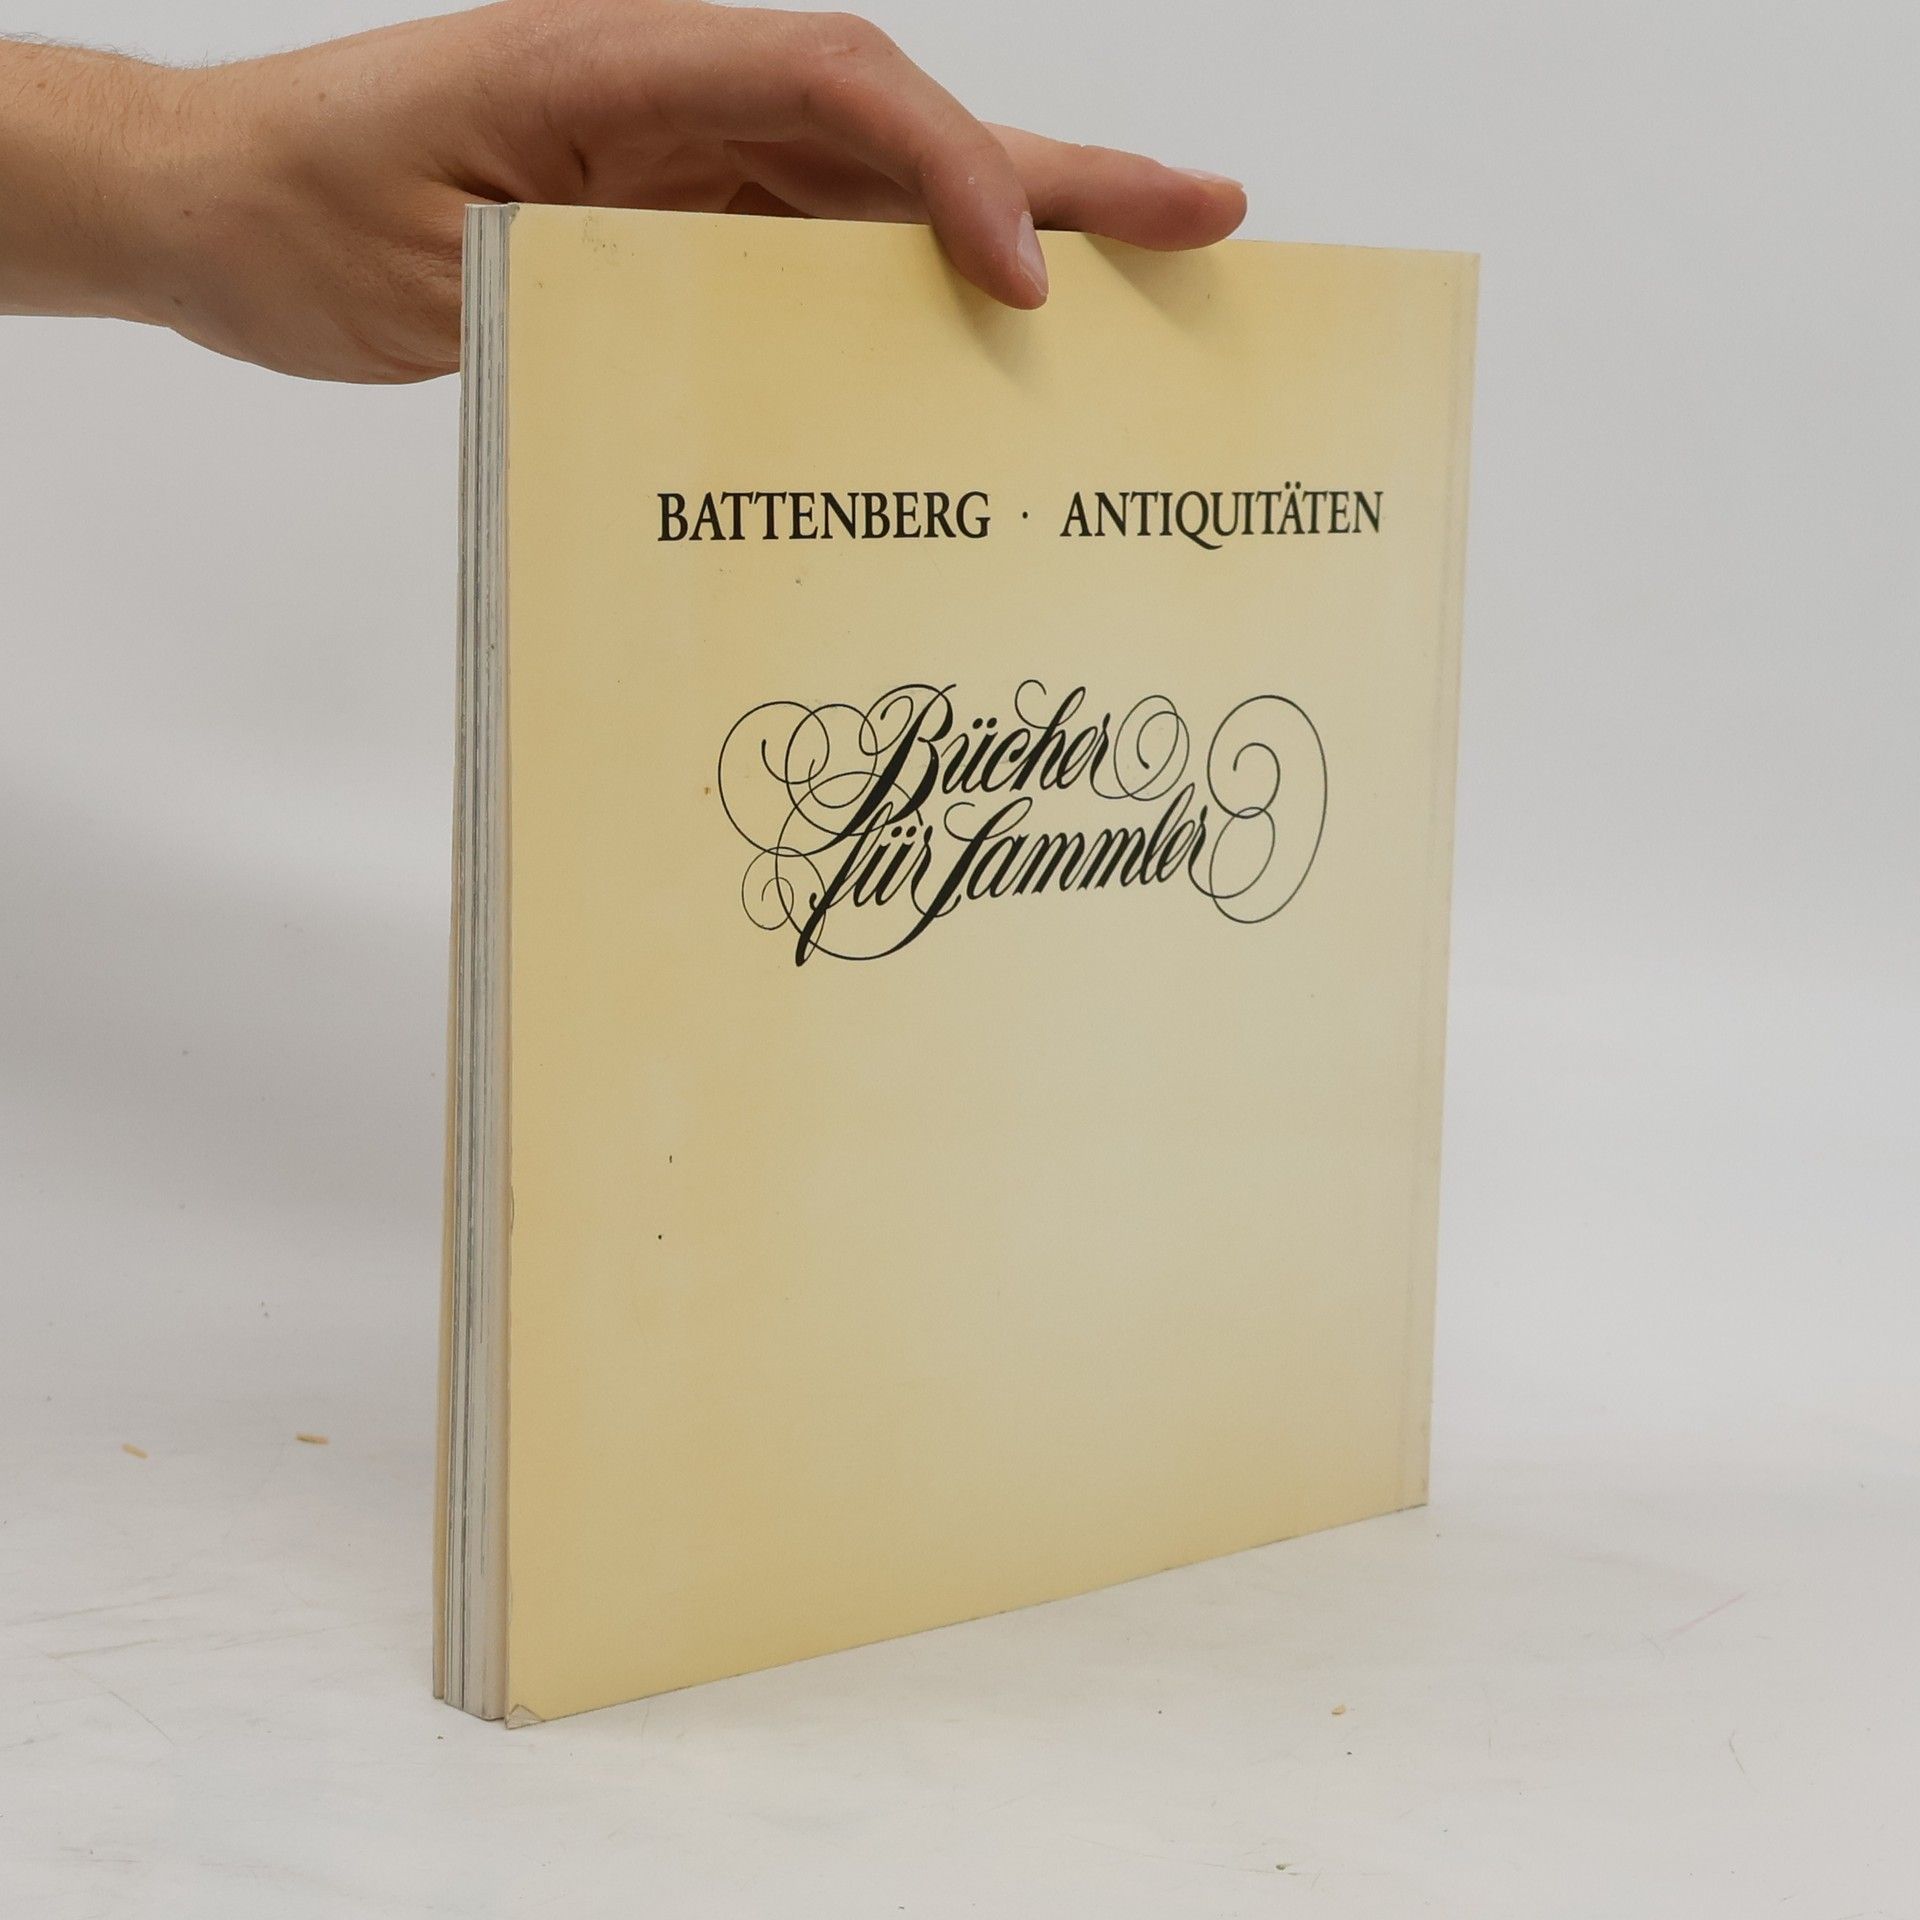 BATTENBERG · ANTIQUITÄTEN
Bücher
für Sammler